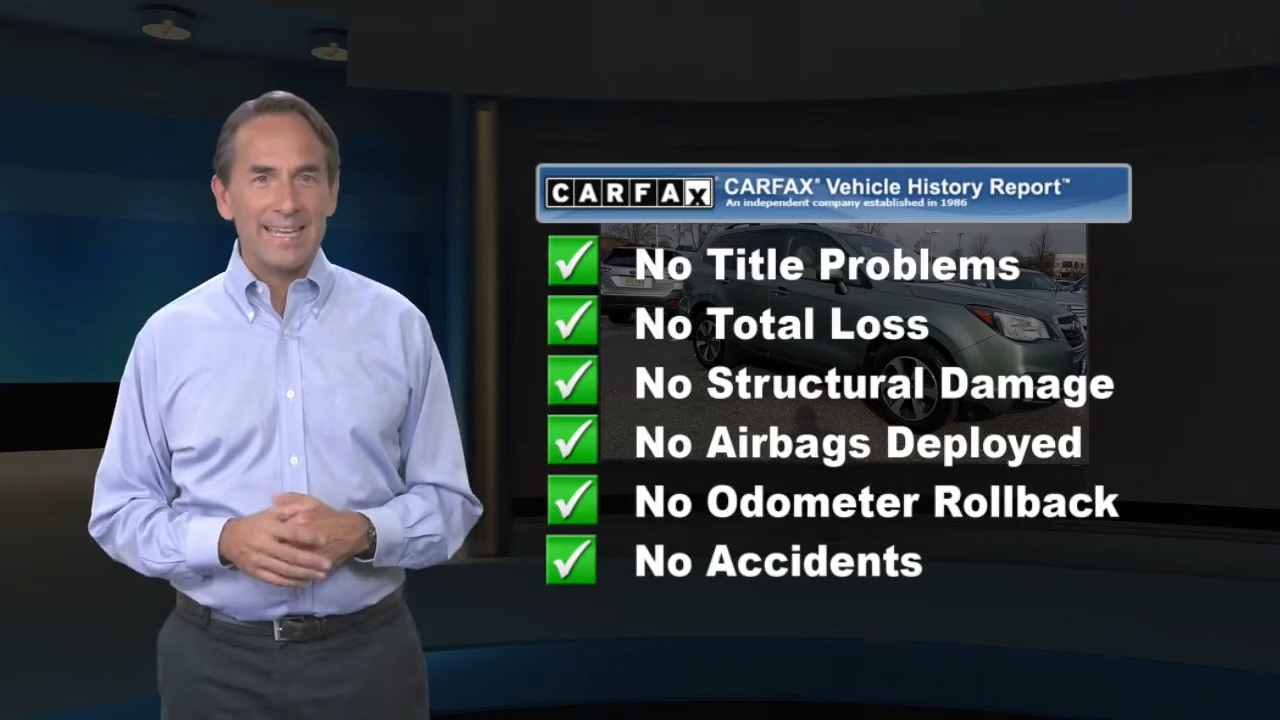 CARFAX® CARFAX® Vehicle History Report™
An independent company established in 1986
No Title Problems
No Total Loss
No Structural Damage
No Airbags Deployed
No Odometer Rollback
No Accidents